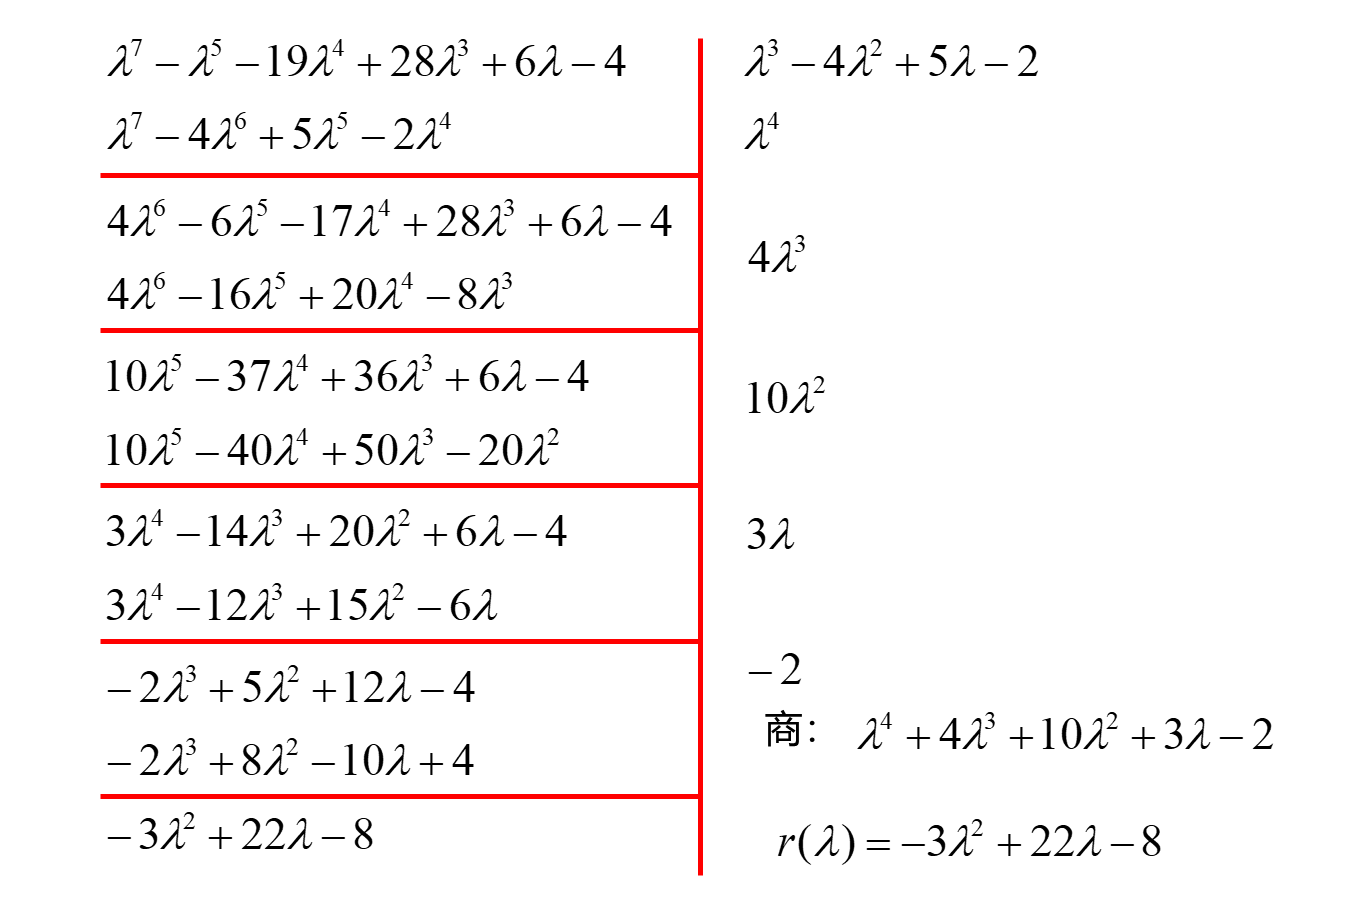 λ⁷ − λ⁵ − 19λ⁴ + 28λ³ + 6λ − 4
λ³ − 4λ² + 5λ − 2
λ⁷ − 4λ⁶ + 5λ⁵ − 2λ⁴
λ⁴
4λ⁶ − 6λ⁵ − 17λ⁴ + 28λ³ + 6λ − 4
4λ³
4λ⁶ − 16λ⁵ + 20λ⁴ − 8λ³
10λ⁵ − 37λ⁴ + 36λ³ + 6λ − 4
10λ²
10λ⁵ − 40λ⁴ + 50λ³ − 20λ²
3λ⁴ − 14λ³ + 20λ² + 6λ − 4
3λ
3λ⁴ − 12λ³ + 15λ² − 6λ
− 2λ³ + 5λ² + 12λ − 4
− 2
商： λ⁴ + 4λ³ + 10λ² + 3λ − 2
− 2λ³ + 8λ² − 10λ + 4
− 3λ² + 22λ − 8
r(λ) = −3λ² + 22λ − 8